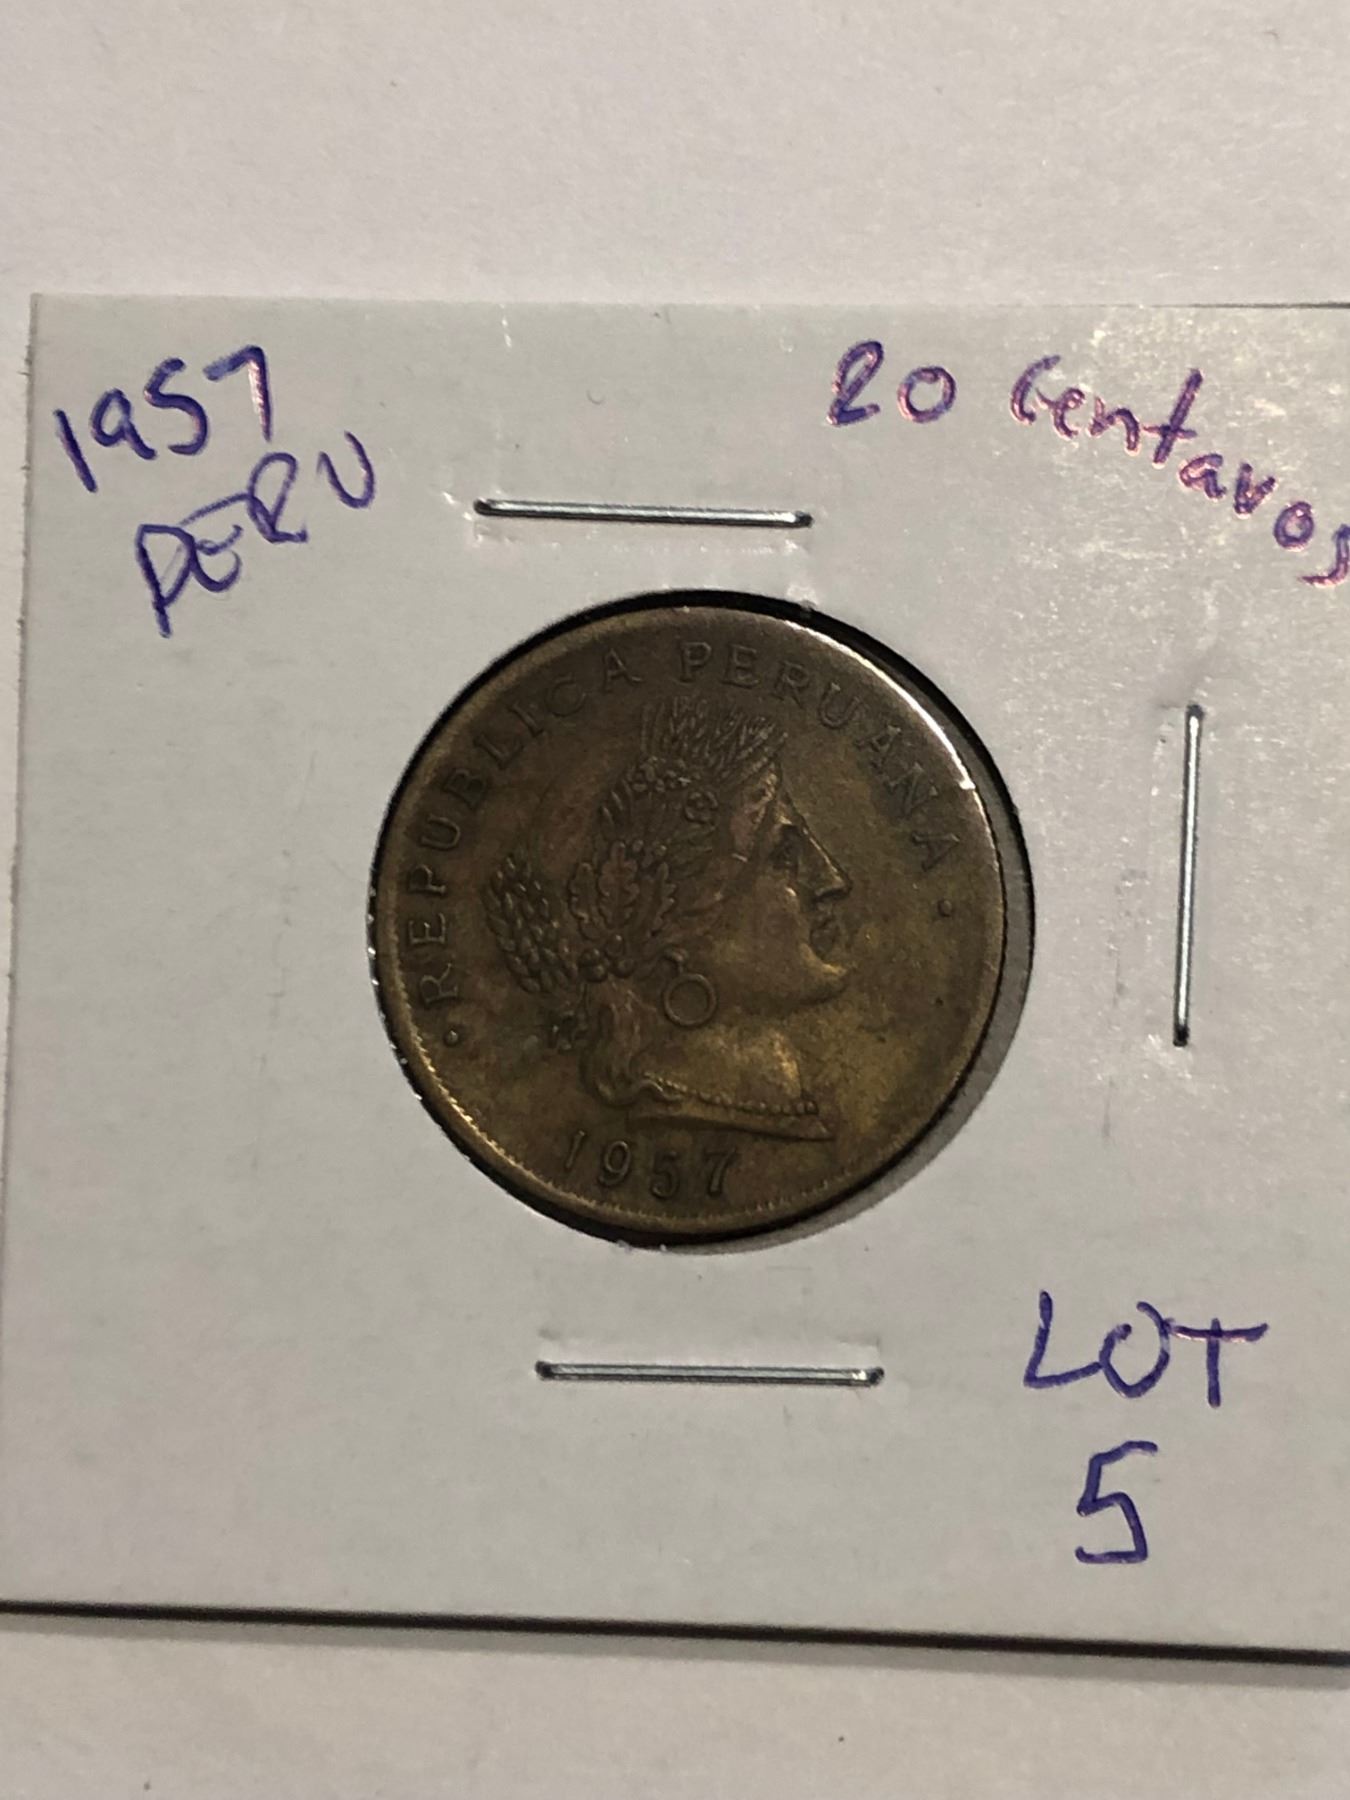 1957
PERU
20 Centavos
· REPUBLICA PERUANA ·
1957
LOT
5